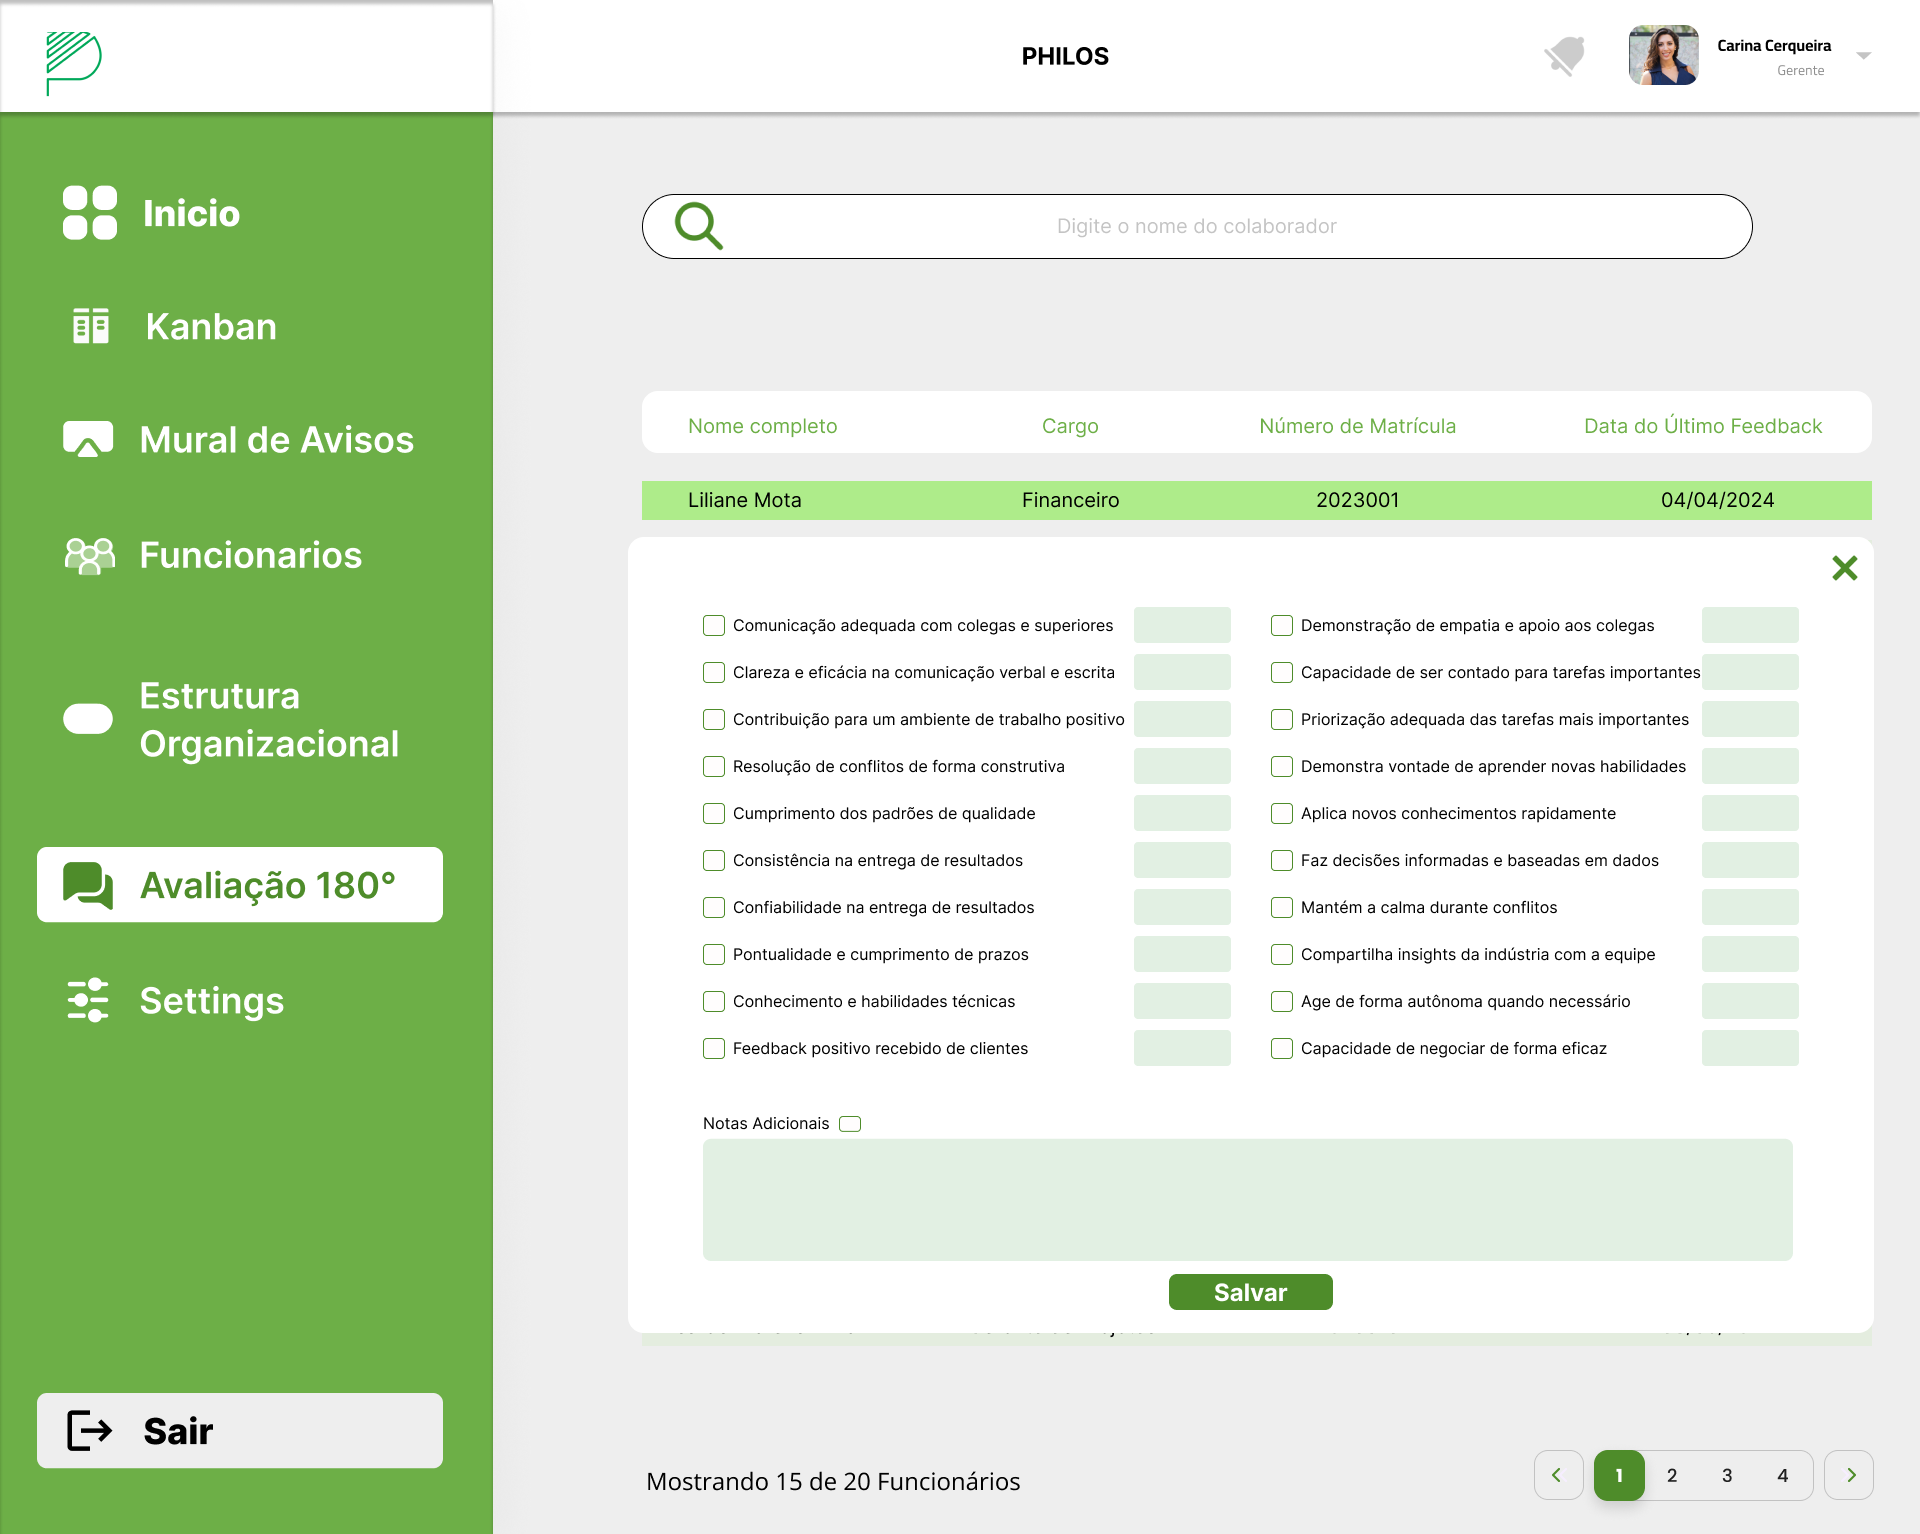 PHILOS
Carina Cerqueira
Gerente
Inicio
Kanban
Mural de Avisos
Funcionarios
Estrutura
Organizacional
Avaliação 180°
Settings
Sair
Digite o nome do colaborador
Nome completo Cargo Número de Matrícula Data do Último Feedback
Liliane Mota Financeiro 2023001 04/04/2024
Comunicação adequada com colegas e superiores
Clareza e eficácia na comunicação verbal e escrita
Contribuição para um ambiente de trabalho positivo
Resolução de conflitos de forma construtiva
Cumprimento dos padrões de qualidade
Consistência na entrega de resultados
Confiabilidade na entrega de resultados
Pontualidade e cumprimento de prazos
Conhecimento e habilidades técnicas
Feedback positivo recebido de clientes
Demonstração de empatia e apoio aos colegas
Capacidade de ser contado para tarefas importantes
Priorização adequada das tarefas mais importantes
Demonstra vontade de aprender novas habilidades
Aplica novos conhecimentos rapidamente
Faz decisões informadas e baseadas em dados
Mantém a calma durante conflitos
Compartilha insights da indústria com a equipe
Age de forma autônoma quando necessário
Capacidade de negociar de forma eficaz
Notas Adicionais
Salvar
Mostrando 15 de 20 Funcionários
1 2 3 4